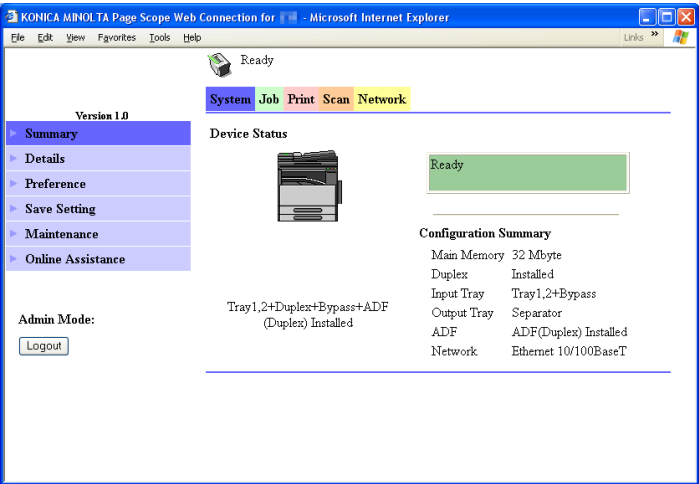 KONICA MINOLTA Page Scope Web Connection for - Microsoft Internet Explorer
File Edit View Favorites Tools Help
Links »
Ready
System Job Print Scan Network
Version 1.0
Summary
Details
Preference
Save Setting
Maintenance
Online Assistance
Admin Mode:
Logout
Device Status
Tray1,2+Duplex+Bypass+ADF
(Duplex) Installed
Ready
Configuration Summary
Main Memory 32 Mbyte
Duplex Installed
Input Tray Tray1,2+Bypass
Output Tray Separator
ADF ADF(Duplex) Installed
Network Ethernet 10/100BaseT